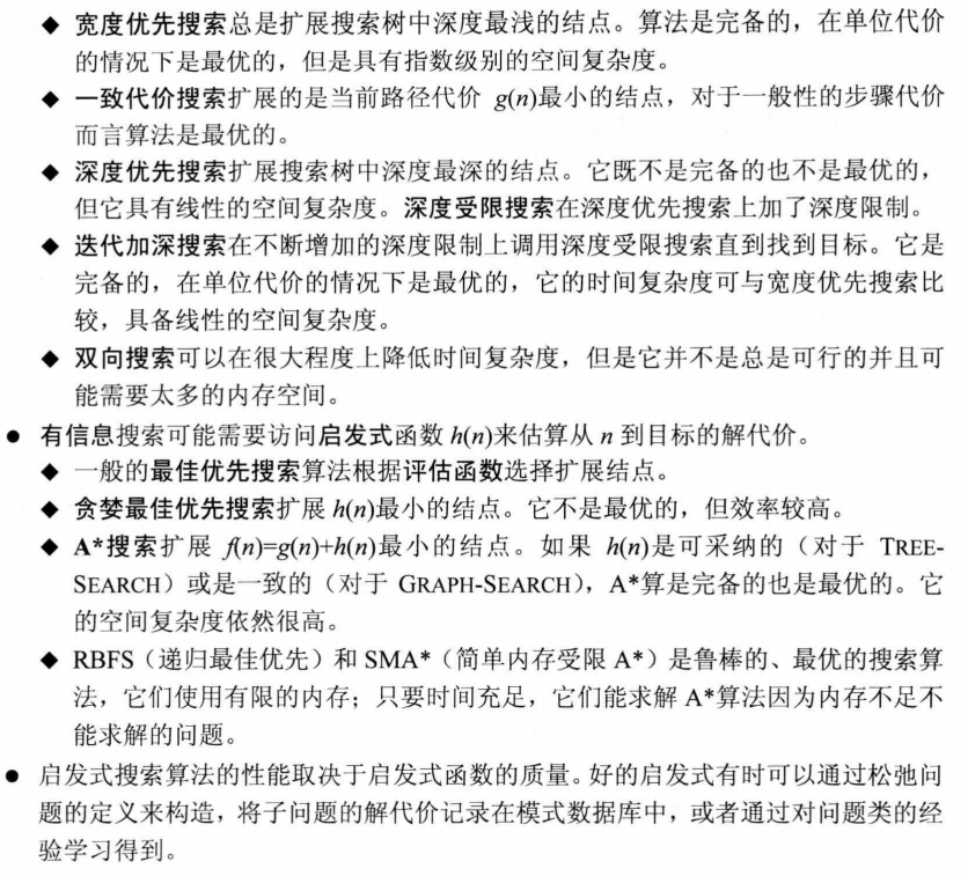 ◆ 宽度优先搜索总是扩展搜索树中深度最浅的结点。算法是完备的，在单位代价
的情况下是最优的，但是具有指数级别的空间复杂度。
◆ 一致代价搜索扩展的是当前路径代价 g(n)最小的结点，对于一般性的步骤代价
而言算法是最优的。
◆ 深度优先搜索扩展搜索树中深度最深的结点。它既不是完备的也不是最优的，
但它具有线性的空间复杂度。深度受限搜索在深度优先搜索上加了深度限制。
◆ 迭代加深搜索在不断增加的深度限制上调用深度受限搜索直到找到目标。它是
完备的，在单位代价的情况下是最优的，它的时间复杂度可与宽度优先搜索比
较，具备线性的空间复杂度。
◆ 双向搜索可以在很大程度上降低时间复杂度，但是它并不是总是可行的并且可
能需要太多的内存空间。
● 有信息搜索可能需要访问启发式函数 h(n)来估算从 n 到目标的解代价。
◆ 一般的最佳优先搜索算法根据评估函数选择扩展结点。
◆ 贪婪最佳优先搜索扩展 h(n)最小的结点。它不是最优的，但效率较高。
◆ A*搜索扩展 f(n)=g(n)+h(n)最小的结点。如果 h(n)是可采纳的（对于 TREE-
SEARCH）或是一致的（对于 GRAPH-SEARCH），A*算是完备的也是最优的。它
的空间复杂度依然很高。
◆ RBFS（递归最佳优先）和 SMA*（简单内存受限 A*）是鲁棒的、最优的搜索算
法，它们使用有限的内存；只要时间充足，它们能求解 A*算法因为内存不足不
能求解的问题。
● 启发式搜索算法的性能取决于启发式函数的质量。好的启发式有时可以通过松弛问
题的定义来构造，将子问题的解代价记录在模式数据库中，或者通过对问题类的经
验学习得到。